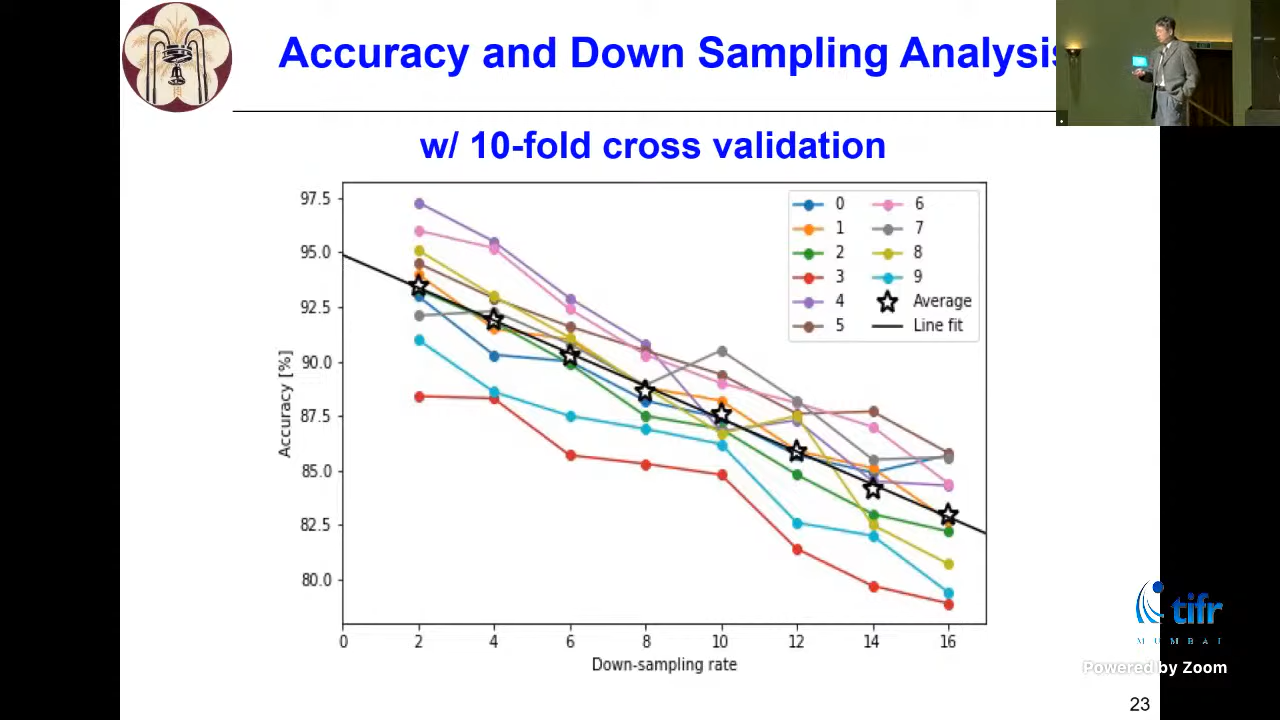 Accuracy and Down Sampling Analysis
w/ 10-fold cross validation
97.5
95.0
92.5
90.0
87.5
85.0
82.5
80.0
Accuracy [%]
0 2 4 6 8 10 12 14 16
Down-sampling rate
0 6
1 7
2 8
3 9
4 Average
5 Line fit
tifr
MUMBAI
Powered by Zoom
23